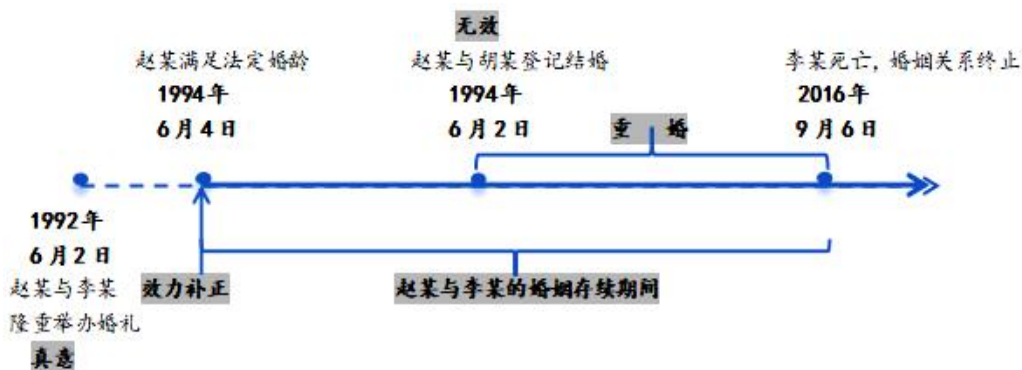 无效
赵某满足法定婚龄
1994年
6月4日
赵某与胡某登记结婚
1994年
6月2日
重 婚
李某死亡,婚姻关系终止
2016年
9月6日
1992年
6月2日
赵某与李某
隆重举办婚礼
真意
效力补正
赵某与李某的婚姻存续期间